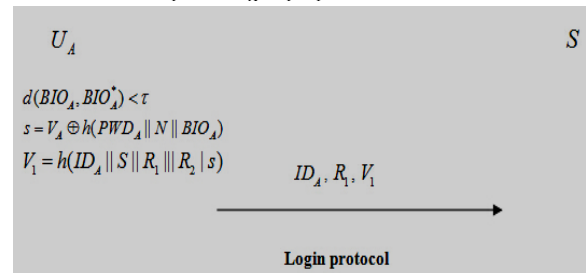 U_A S
d(BIO_A, BIO_A^*) < τ
s = V_A ⊕ h(PWD_A || N || BIO_A)
V_1 = h(ID_A || S || R_1 ||| R_2 | s)
ID_A, R_1, V_1
Login protocol